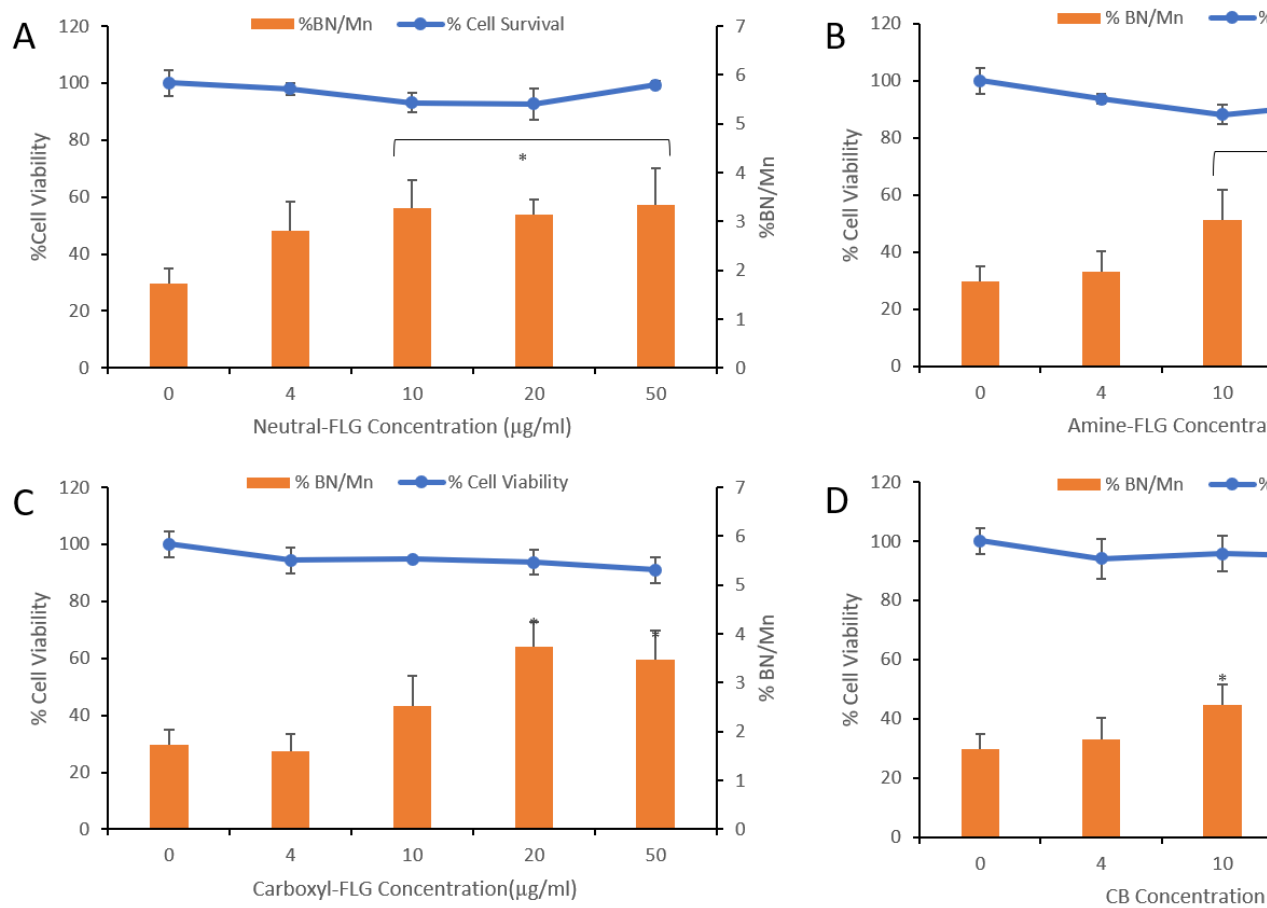 A
%BN/Mn % Cell Survival
120
100
80
60
40
20
0
%Cell Viability
*
7
6
5
4
3
2
1
0
%BN/Mn
0 4 10 20 50
Neutral-FLG Concentration (µg/ml)
B
% BN/Mn %
120
100
80
60
40
20
0
% Cell Viability
0 4 10
Amine-FLG Concentra
C
% BN/Mn % Cell Viability
120
100
80
60
40
20
0
% Cell Viability
* *
7
6
5
4
3
2
1
0
% BN/Mn
0 4 10 20 50
Carboxyl-FLG Concentration(µg/ml)
D
% BN/Mn %
120
100
80
60
40
20
0
% Cell Viability
*
0 4 10
CB Concentration